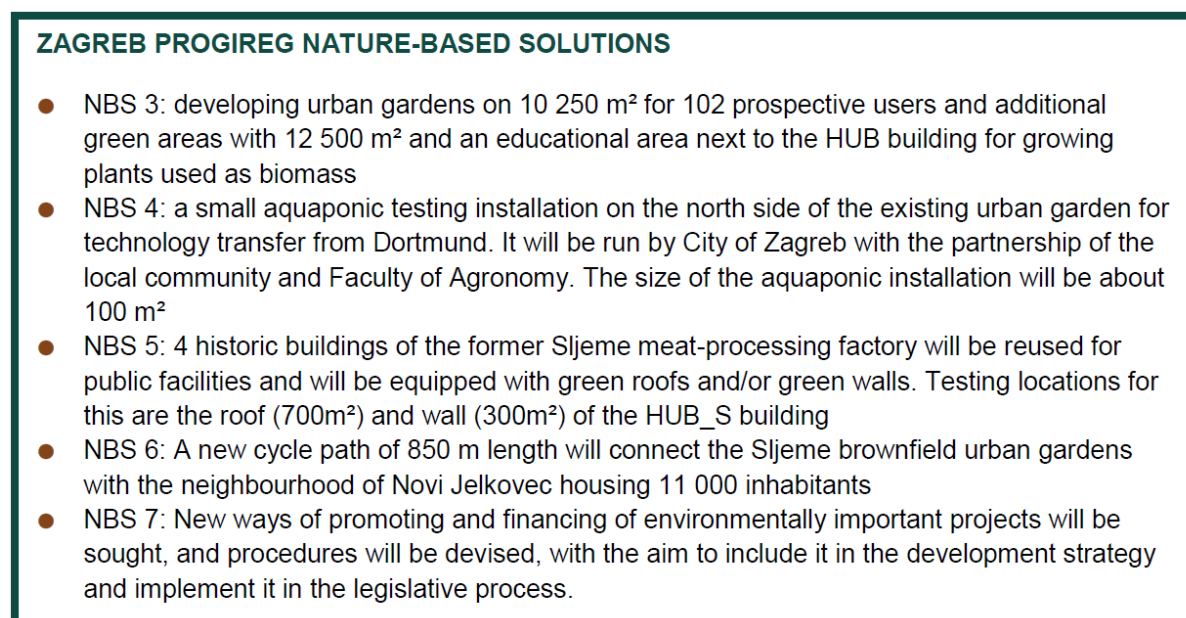 ZAGREB PROGIREG NATURE-BASED SOLUTIONS
● NBS 3: developing urban gardens on 10 250 m² for 102 prospective users and additional
green areas with 12 500 m² and an educational area next to the HUB building for growing
plants used as biomass
● NBS 4: a small aquaponic testing installation on the north side of the existing urban garden for
technology transfer from Dortmund. It will be run by City of Zagreb with the partnership of the
local community and Faculty of Agronomy. The size of the aquaponic installation will be about
100 m²
● NBS 5: 4 historic buildings of the former Sljeme meat-processing factory will be reused for
public facilities and will be equipped with green roofs and/or green walls. Testing locations for
this are the roof (700m²) and wall (300m²) of the HUB_S building
● NBS 6: A new cycle path of 850 m length will connect the Sljeme brownfield urban gardens
with the neighbourhood of Novi Jelkovec housing 11 000 inhabitants
● NBS 7: New ways of promoting and financing of environmentally important projects will be
sought, and procedures will be devised, with the aim to include it in the development strategy
and implement it in the legislative process.